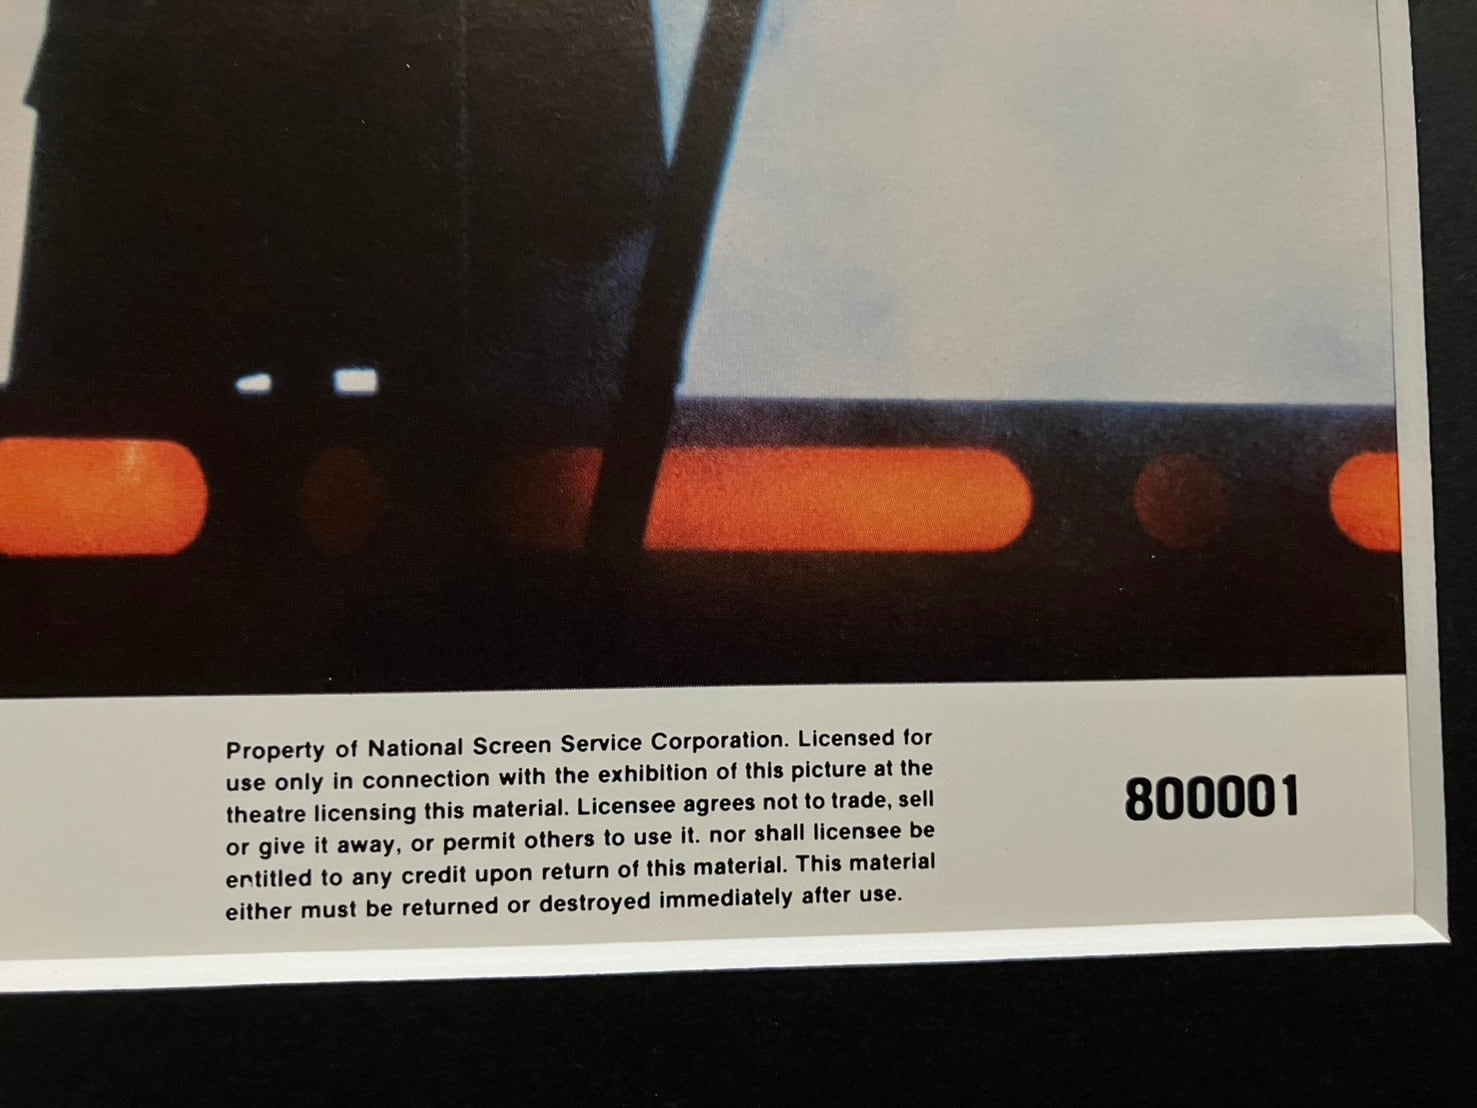 Property of National Screen Service Corporation. Licensed for
use only in connection with the exhibition of this picture at the
theatre licensing this material. Licensee agrees not to trade, sell
or give it away, or permit others to use it. nor shall licensee be
entitled to any credit upon return of this material. This material
either must be returned or destroyed immediately after use.
800001